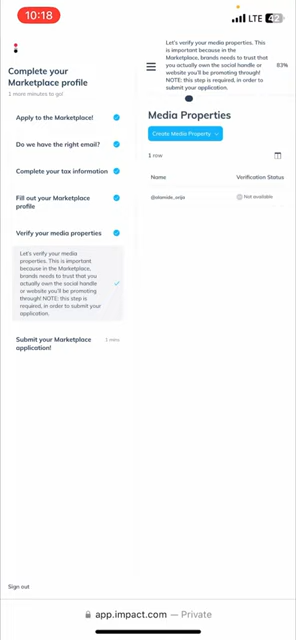 10:18
LTE 42
Complete your
Marketplace profile
1 more minutes to go!
Apply to the Marketplace!
Do we have the right email?
Complete your tax information
Fill out your Marketplace
profile
Verify your media properties
Let's verify your media
properties. This is important
because in the Marketplace,
brands needs to trust that you
actually own the social handle
or website you'll be promoting
through! NOTE: this step is
required, in order to submit your
application.
Submit your Marketplace
application!
1 mins
Sign out
Let's verify your media properties. This
is important because in the Marketplace,
brands needs to trust that you actually
own the social handle or
website you'll be promoting through!
NOTE: this step is required, in order to
submit your application.
83%
Media Properties
Create Media Property
1 row
Name
Verification Status
@olamide_orija
Not available
app.impact.com — Private